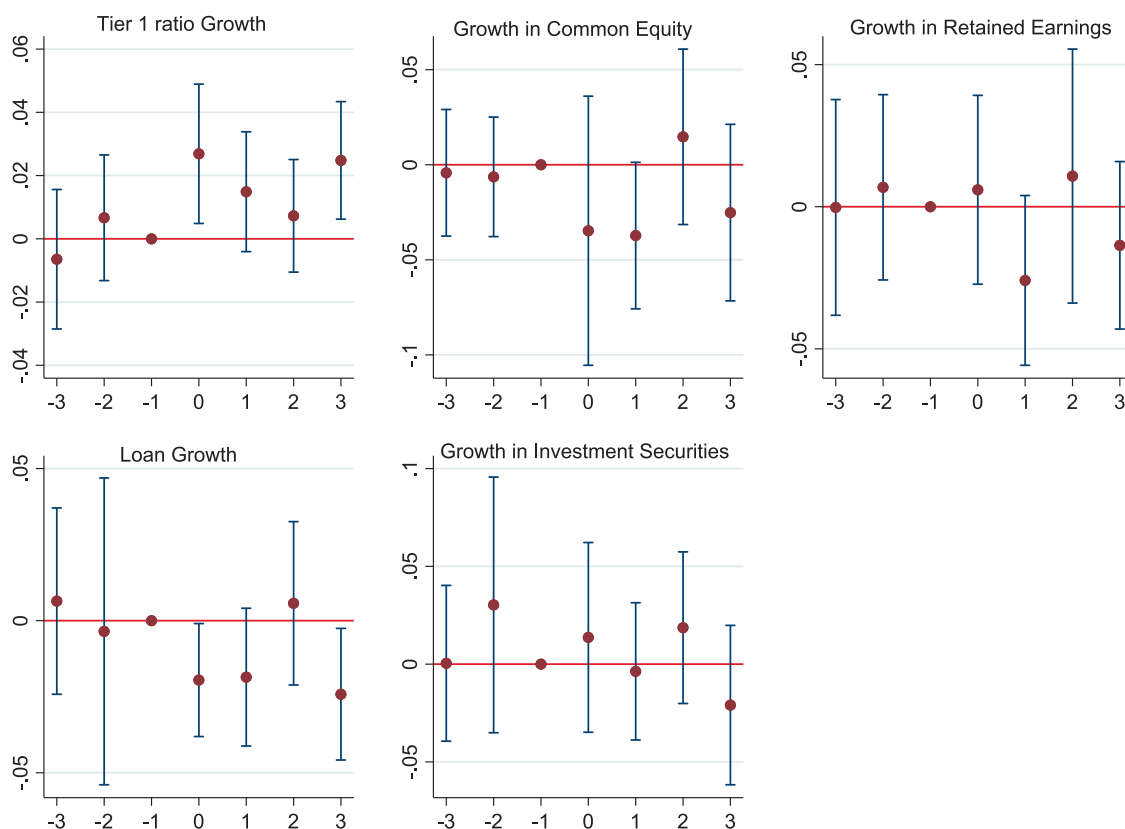 Tier 1 ratio Growth
.06
.04
.02
0
-.02
-.04
-3 -2 -1 0 1 2 3
Growth in Common Equity
.05
0
-.05
-.1
-3 -2 -1 0 1 2 3
Growth in Retained Earnings
.05
0
-.05
-3 -2 -1 0 1 2 3
Loan Growth
.05
0
-.05
-3 -2 -1 0 1 2 3
Growth in Investment Securities
.1
.05
0
-.05
-3 -2 -1 0 1 2 3